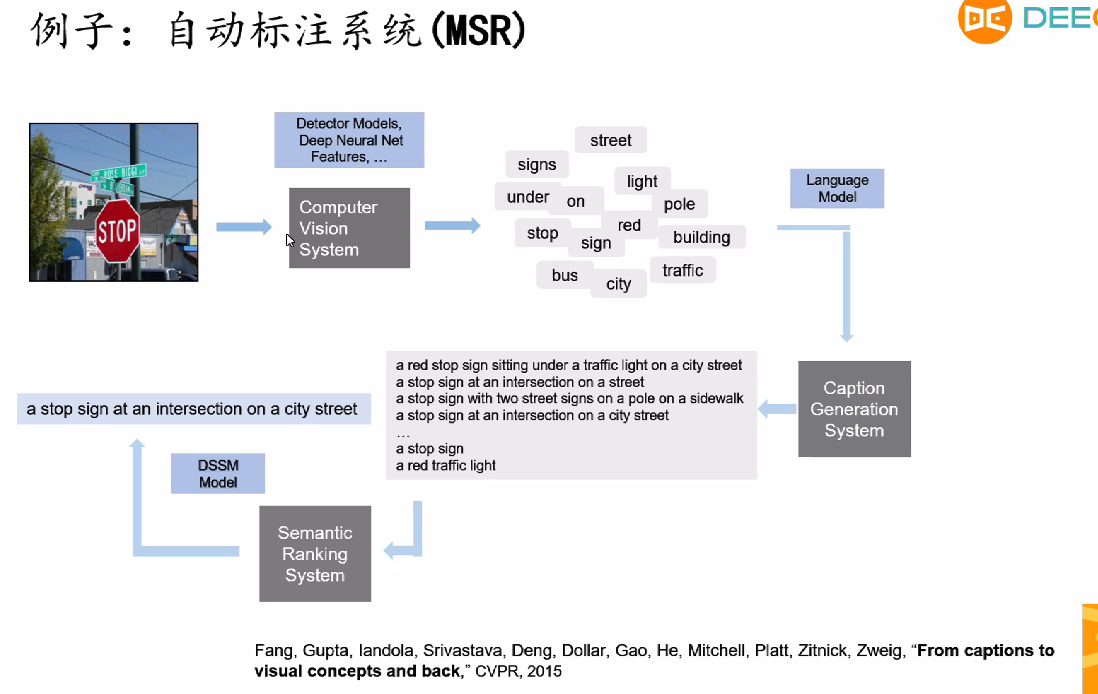 例子：自动标注系统(MSR)
DEE
STOP
Detector Models,
Deep Neural Net
Features, ...
Computer
Vision
System
street
signs
light
under
on
pole
stop
red
sign
building
bus
city
traffic
Language
Model
Caption
Generation
System
a red stop sign sitting under a traffic light on a city street
a stop sign at an intersection on a street
a stop sign with two street signs on a pole on a sidewalk
a stop sign at an intersection on a city street
...
a stop sign
a red traffic light
Semantic
Ranking
System
DSSM
Model
a stop sign at an intersection on a city street
Fang, Gupta, Iandola, Srivastava, Deng, Dollar, Gao, He, Mitchell, Platt, Zitnick, Zweig, “From captions to
visual concepts and back,” CVPR, 2015